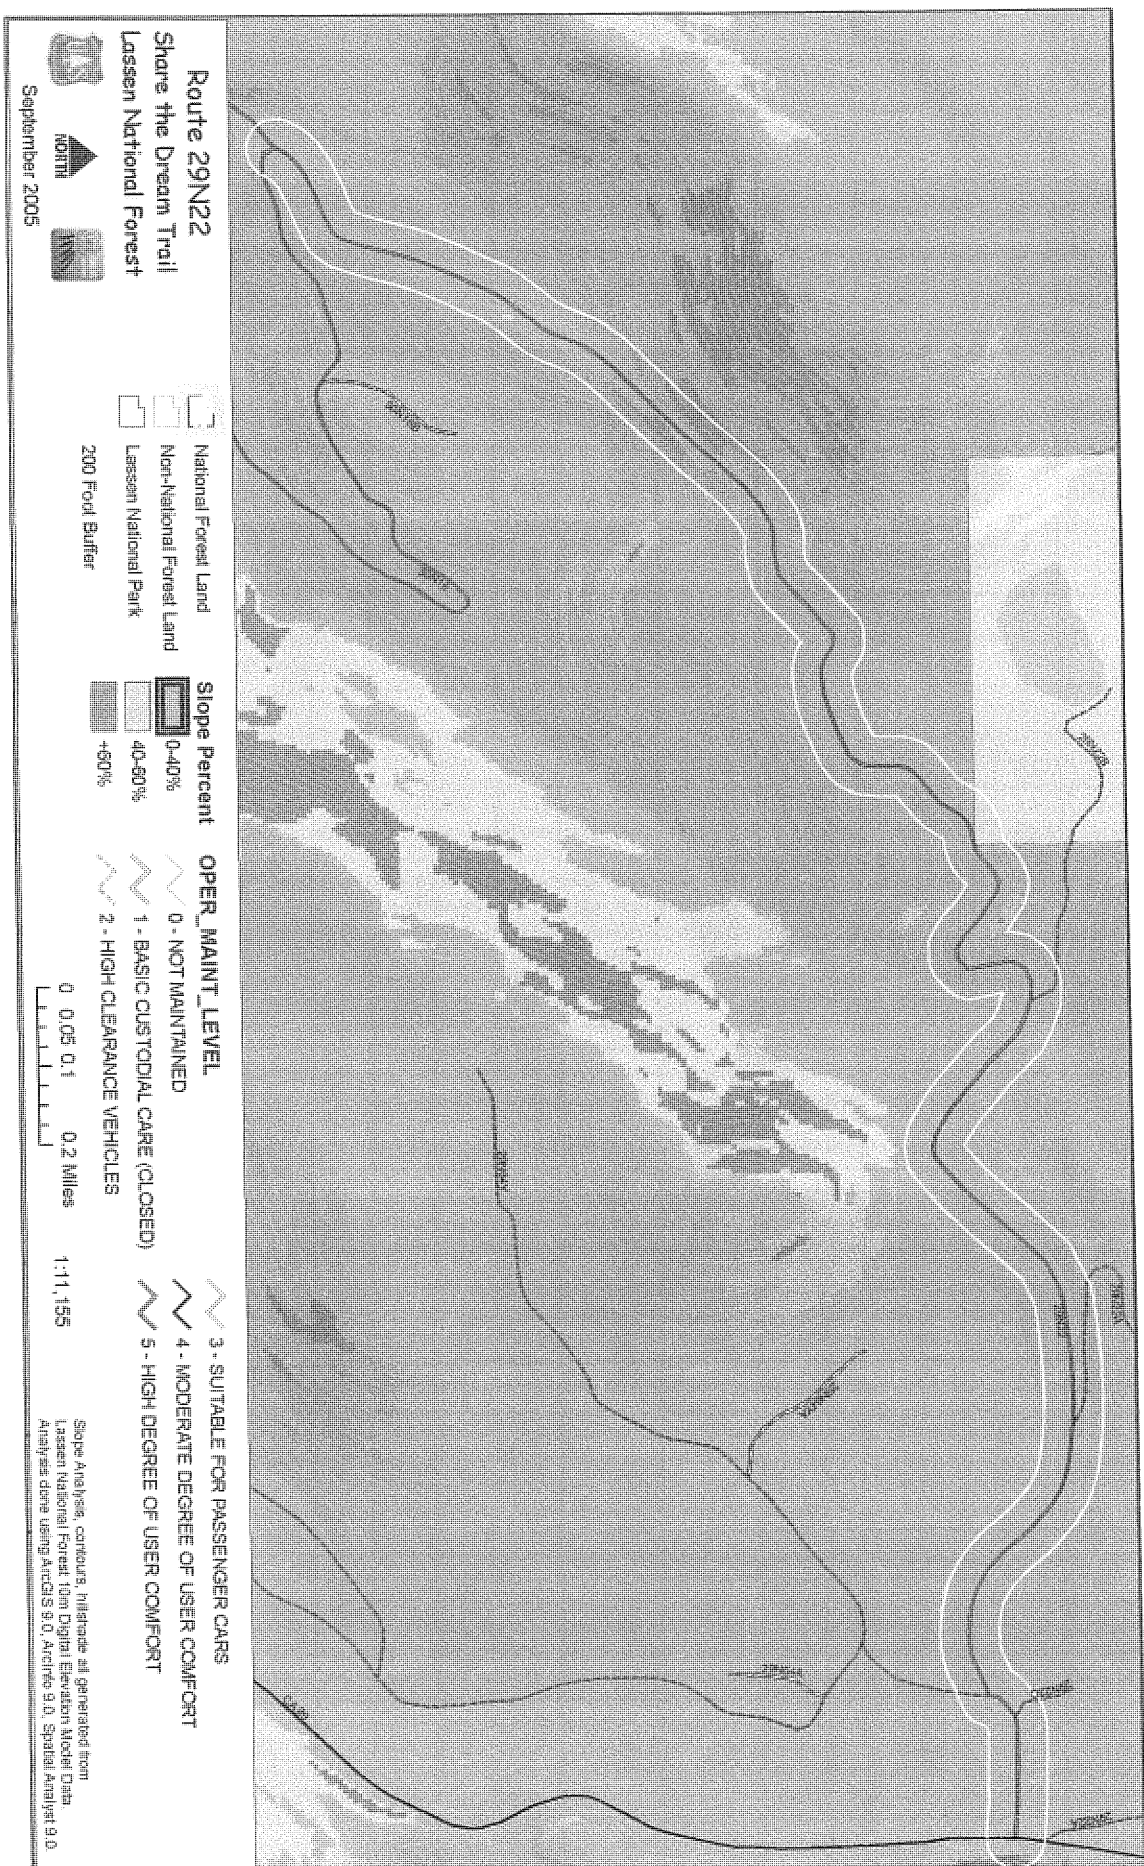 Route 29N22
Share the Dream Trail
Lassen National Forest
NORTH
September 2005
National Forest Land
Non-National Forest Land
Lassen National Park
200 Foot Buffer
Slope Percent
0-40%
40-60%
+60%
OPER_MAINT_LEVEL
0 - NOT MAINTAINED
1 - BASIC CUSTODIAL CARE (CLOSED)
2 - HIGH CLEARANCE VEHICLES
3 - SUITABLE FOR PASSENGER CARS
4 - MODERATE DEGREE OF USER COMFORT
5 - HIGH DEGREE OF USER COMFORT
0 0.05 0.1 0.2 Miles
1:11,155
Slope Analysis, contours, hillshade all generated from
Lassen National Forest 10m Digital Elevation Model Data.
Analysis done using ArcGIS 9.0, ArcInfo 9.0, Spatial Analyst 9.0
29N22